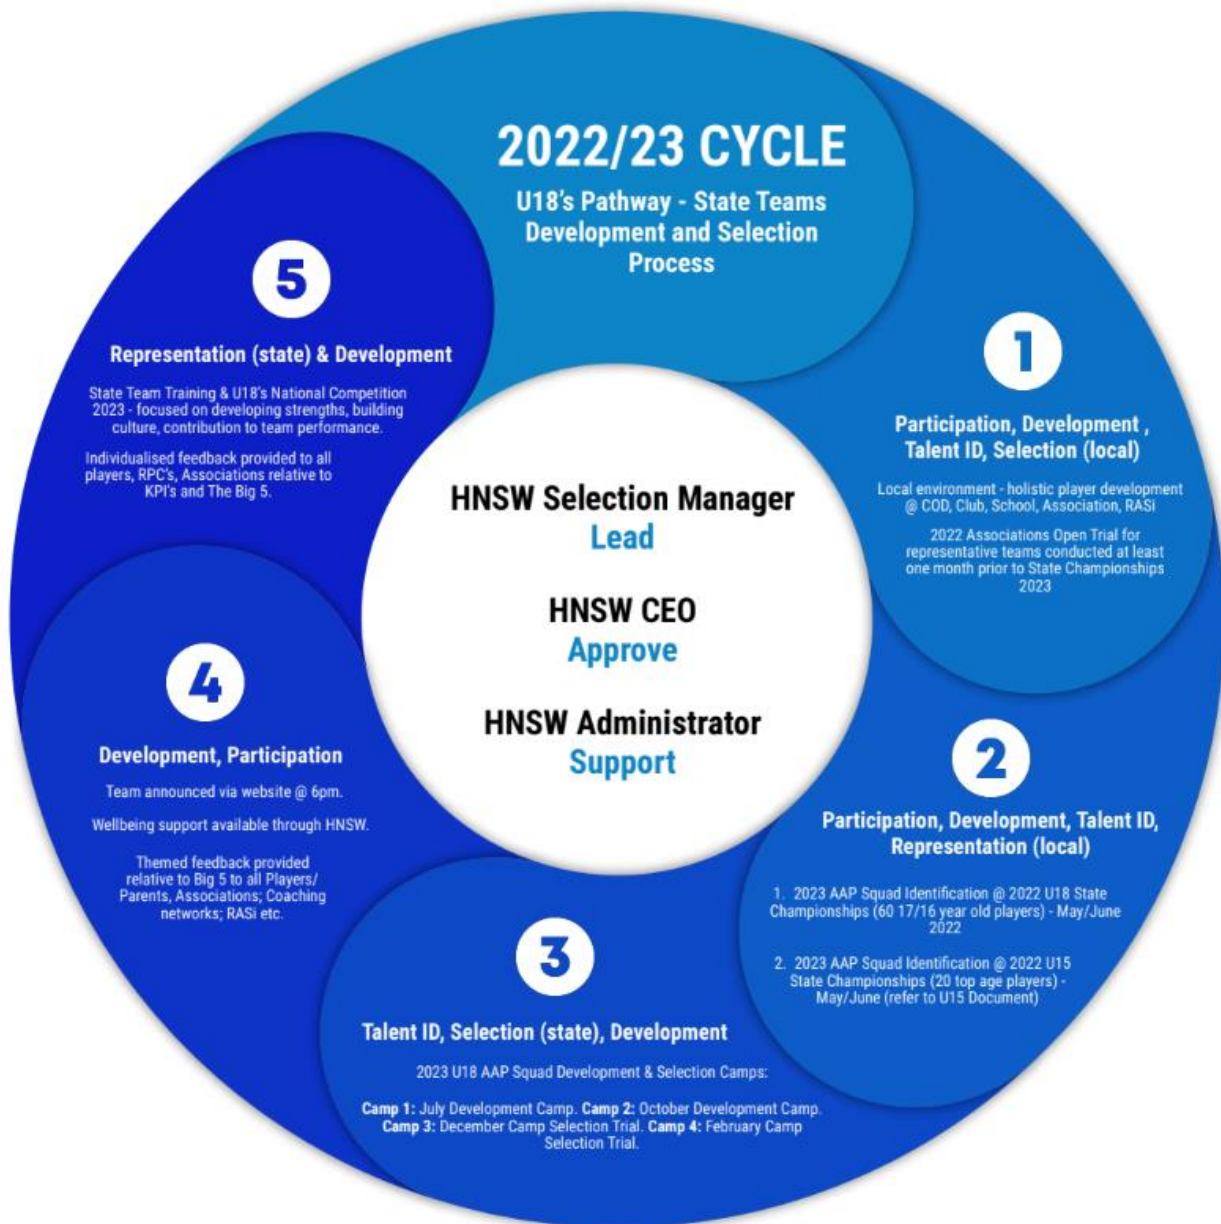 2022/23 CYCLE
U18's Pathway - State Teams
Development and Selection
Process
1
Participation, Development ,
Talent ID, Selection (local)
Local environment - holistic player development
@ COD, Club, School, Association, RASi
2022 Associations Open Trial for
representative teams conducted at least
one month prior to State Championships
2023
2
Participation, Development, Talent ID,
Representation (local)
1. 2023 AAP Squad Identification @ 2022 U18 State
Championships (60 17/16 year old players) - May/June
2022
2. 2023 AAP Squad Identification @ 2022 U15
State Championships (20 top age players) -
May/June (refer to U15 Document)
3
Talent ID, Selection (state), Development
2023 U18 AAP Squad Development & Selection Camps:
Camp 1: July Development Camp. Camp 2: October Development Camp.
Camp 3: December Camp Selection Trial. Camp 4: February Camp
Selection Trial.
4
Development, Participation
Team announced via website @ 6pm.
Wellbeing support available through HNSW.
Themed feedback provided
relative to Big 5 to all Players/
Parents, Associations; Coaching
networks; RASi etc.
5
Representation (state) & Development
State Team Training & U18's National Competition
2023 - focused on developing strengths, building
culture, contribution to team performance.
Individualised feedback provided to all
players, RPC's, Associations relative to
KPI's and The Big 5.
HNSW Selection Manager
Lead
HNSW CEO
Approve
HNSW Administrator
Support